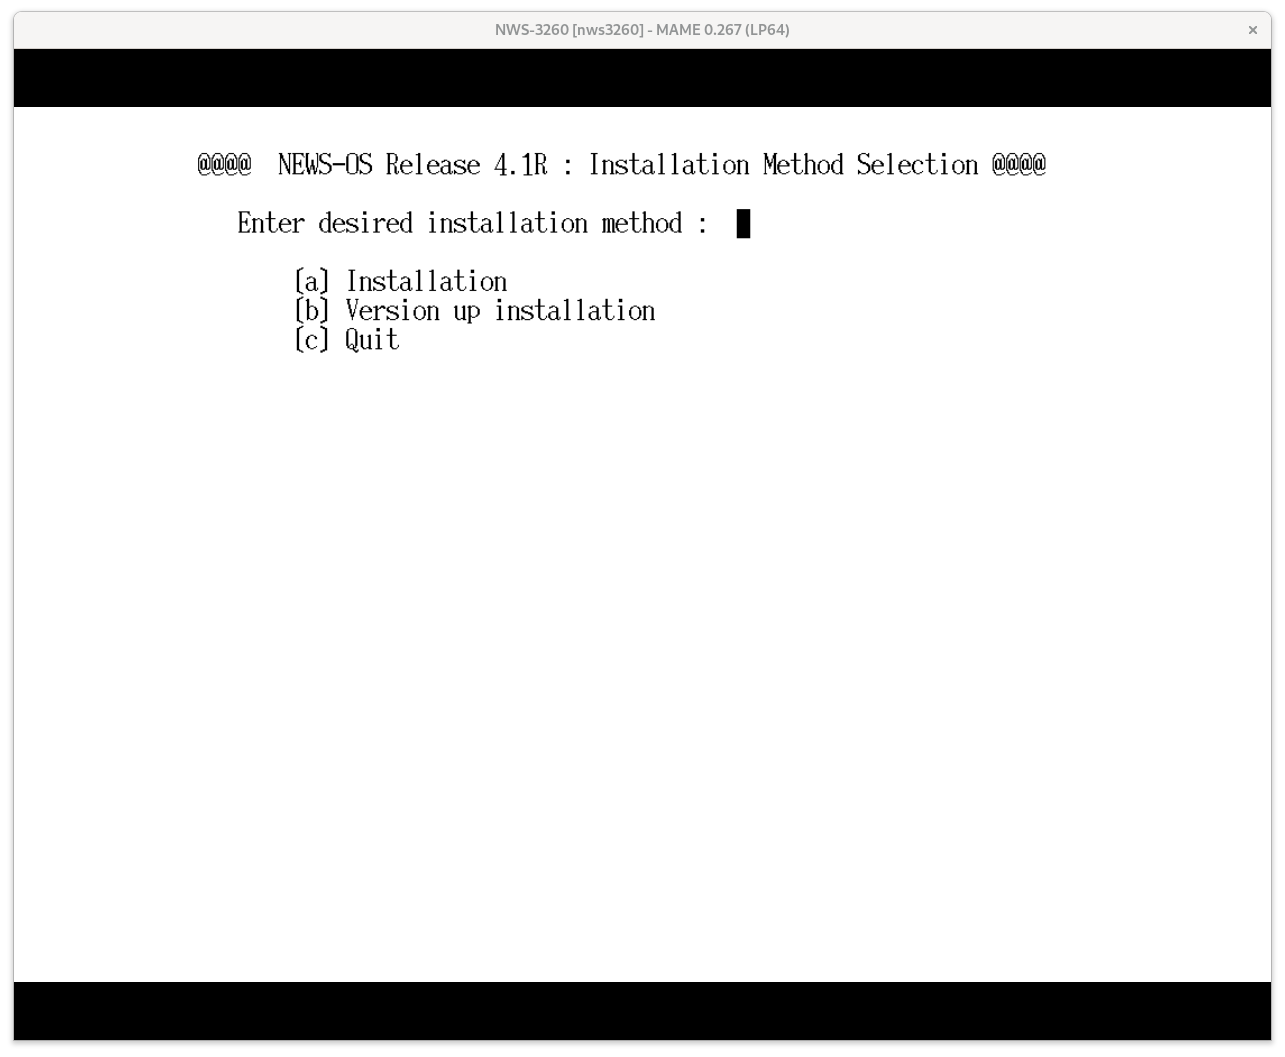 NWS-3260 [nws3260] - MAME 0.267 (LP64)
@@@@  NEWS-OS Release 4.1R : Installation Method Selection @@@@
Enter desired installation method :
[a] Installation
[b] Version up installation
[c] Quit